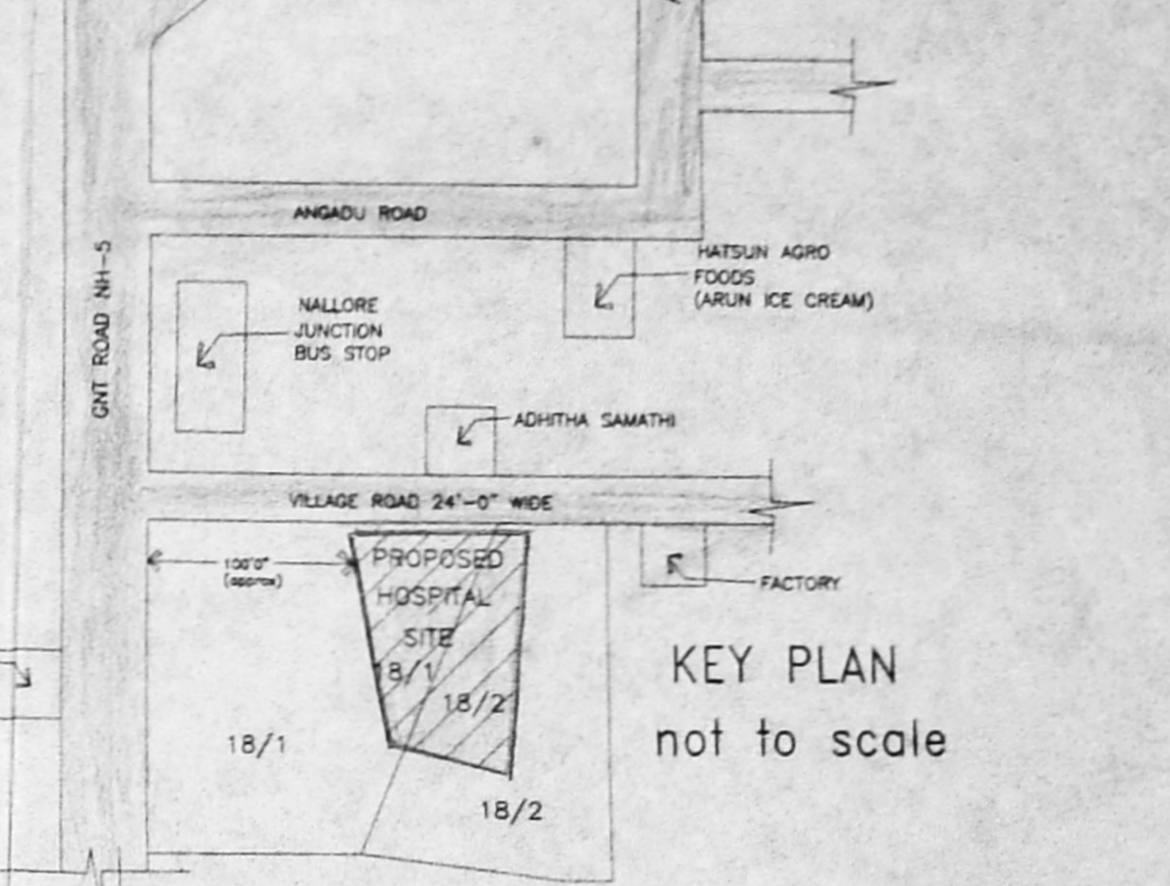 ANGADU ROAD
GNT ROAD NH-5
HATSUN AGRO
FOODS
(ARUN ICE CREAM)
NALLORE
JUNCTION
BUS STOP
ADHITHA SAMATHI
VILLAGE ROAD 24'-0" WIDE
100'0"
(approx)
PROPOSED
HOSPITAL
SITE
18/1
18/2
FACTORY
KEY PLAN
not to scale
18/1
18/2